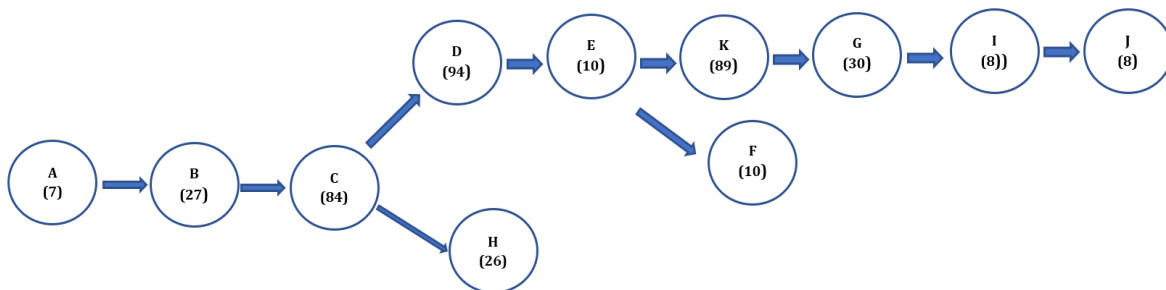 A
(7)
B
(27)
C
(84)
D
(94)
E
(10)
K
(89)
G
(30)
I
(8))
J
(8)
F
(10)
H
(26)